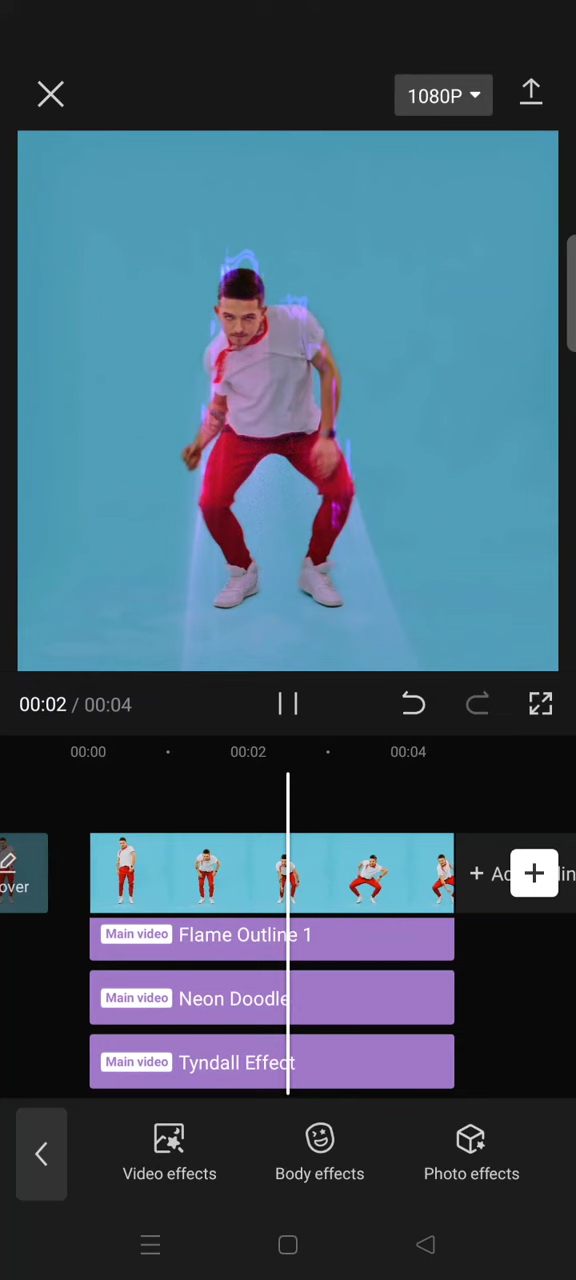 1080P
00:02 / 00:04
00:00 00:02 00:04
over
Main video Flame Outline 1
Main video Neon Doodle
Main video Tyndall Effect
Video effects Body effects Photo effects